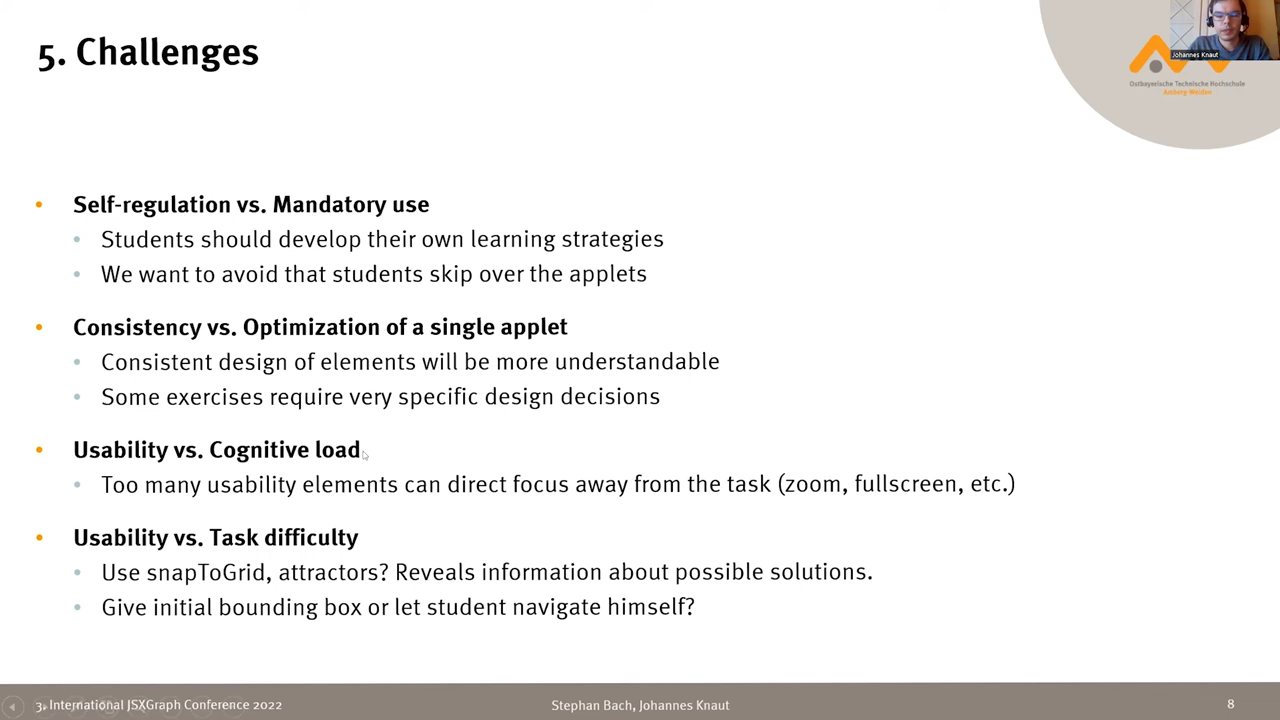 5. Challenges
Johannes Knaut
Ostbayerische Technische Hochschule
Amberg-Weiden
Self-regulation vs. Mandatory use
Students should develop their own learning strategies
We want to avoid that students skip over the applets
Consistency vs. Optimization of a single applet
Consistent design of elements will be more understandable
Some exercises require very specific design decisions
Usability vs. Cognitive load
Too many usability elements can direct focus away from the task (zoom, fullscreen, etc.)
Usability vs. Task difficulty
Use snapToGrid, attractors? Reveals information about possible solutions.
Give initial bounding box or let student navigate himself?
3. International JSXGraph Conference 2022
Stephan Bach, Johannes Knaut
8